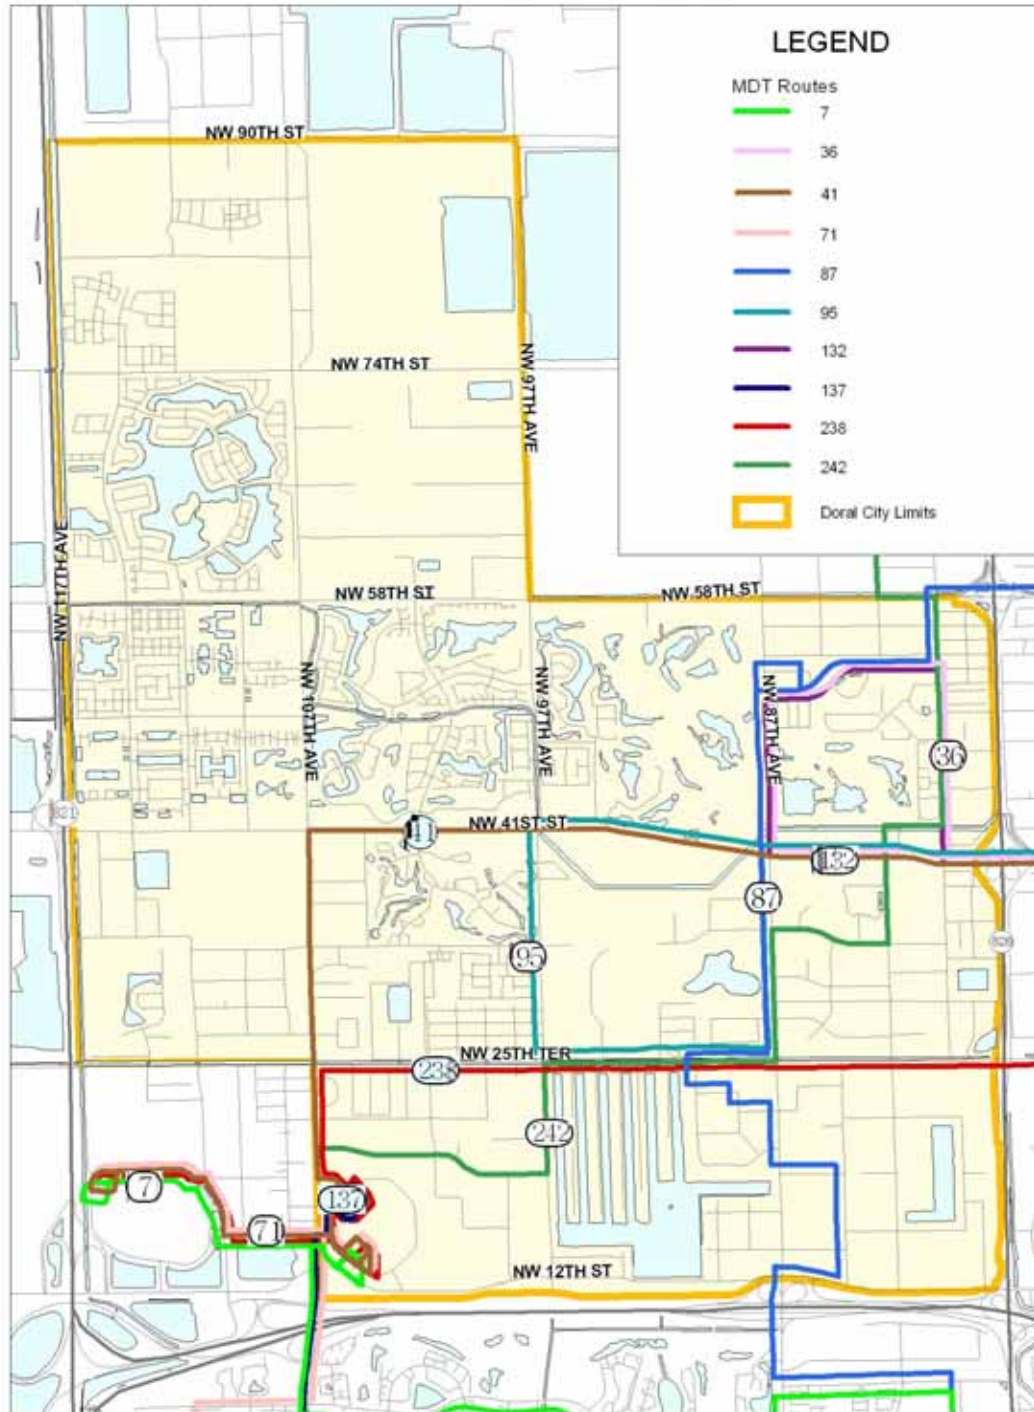 LEGEND
MDT Routes
7
36
41
71
87
95
132
137
238
242
Doral City Limits
NW 90TH ST
NW 74TH ST
NW 97TH AVE
NW 117TH AVE
NW 58TH ST
NW 58TH ST
NW 107TH AVE
NW 97TH AVE
NW 87TH AVE
36
821
NW 41ST ST
132
87
95
826
NW 25TH TER
238
242
7
137
71
NW 12TH ST